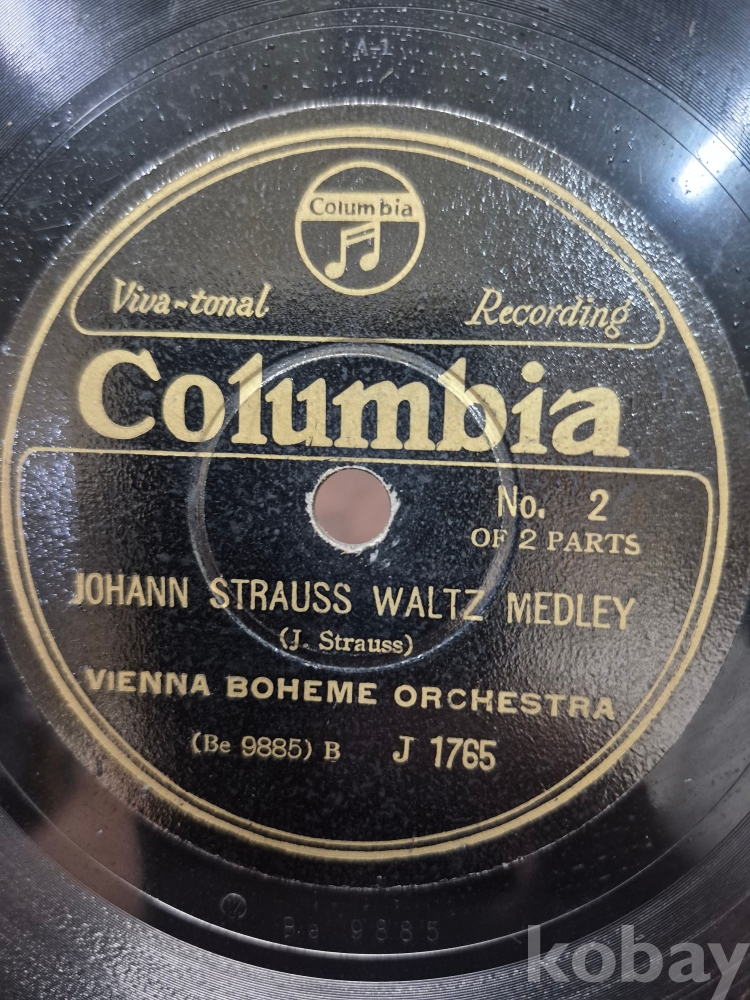 A-1
Columbia
Viva-tonal Recording
Columbia
No. 2
OF 2 PARTS
JOHANN STRAUSS WALTZ MEDLEY
(J. Strauss)
VIENNA BOHEME ORCHESTRA
(Be 9885) B J 1765
W Be 9885
kobay